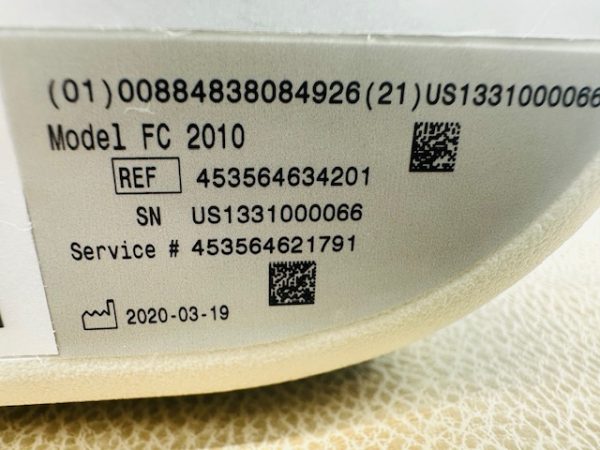 (01)00884838084926(21)US1331000066
Model FC 2010
REF 453564634201
SN US1331000066
Service # 453564621791
2020-03-19